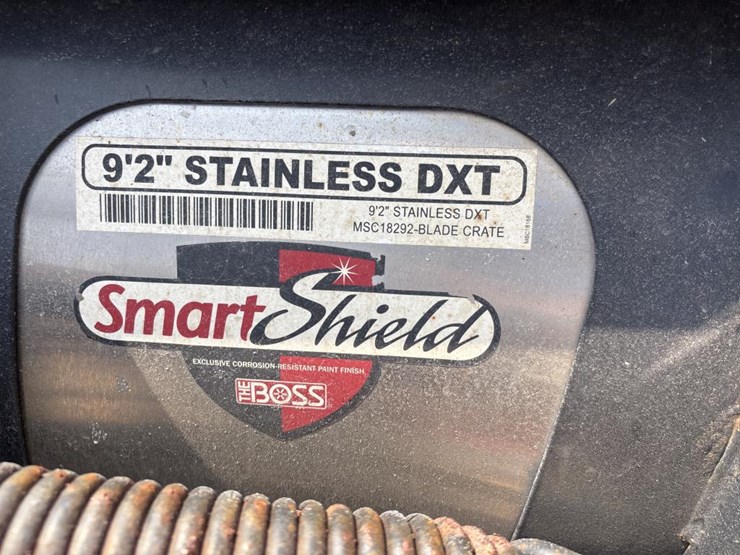 9'2" STAINLESS DXT
9'2" STAINLESS DXT
MSC18292-BLADE CRATE
SmartShield
EXCLUSIVE CORROSION-RESISTANT PAINT FINISH
THE BOSS